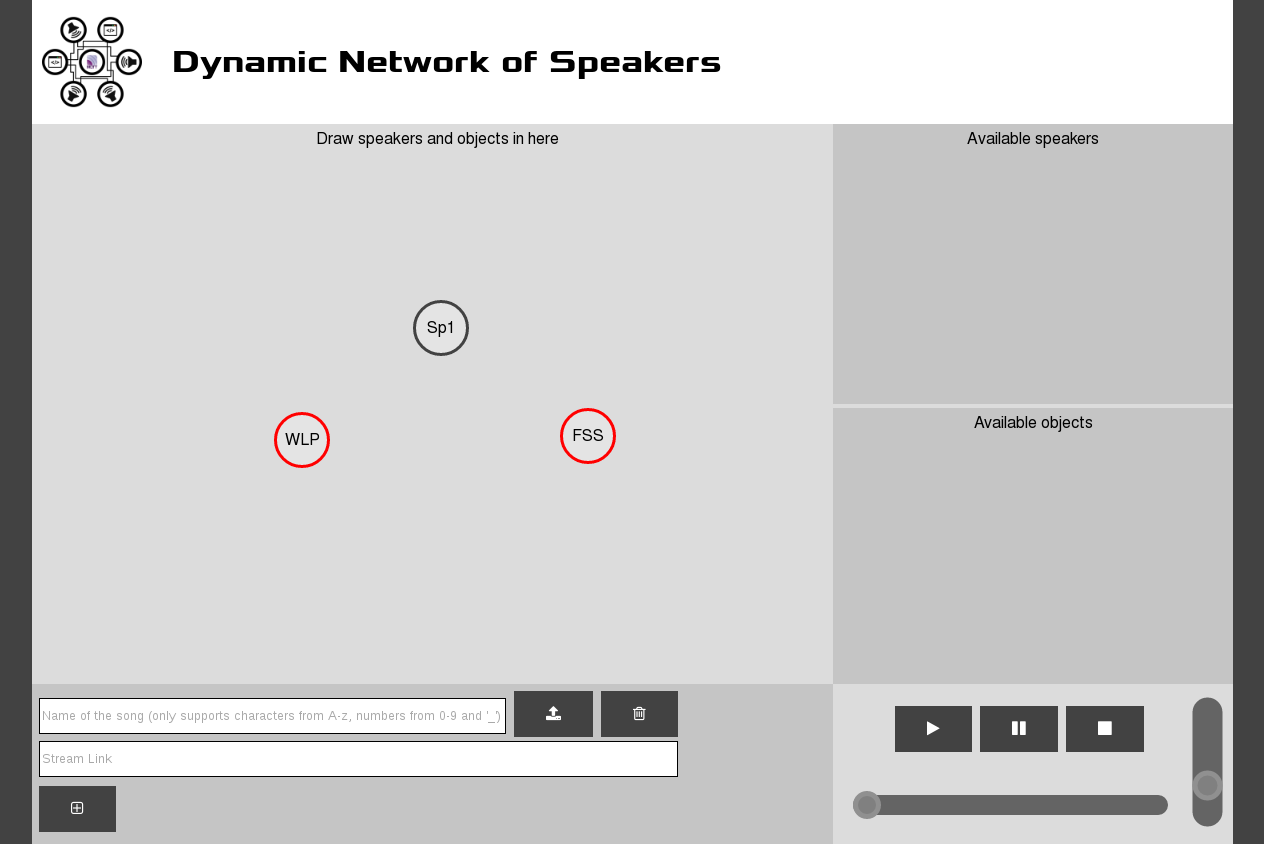 Dynamic Network of Speakers
Draw speakers and objects in here
Available speakers
Sp1
WLP
FSS
Available objects
Name of the song (only supports characters from A-z, numbers from 0-9 and '_')
Stream Link